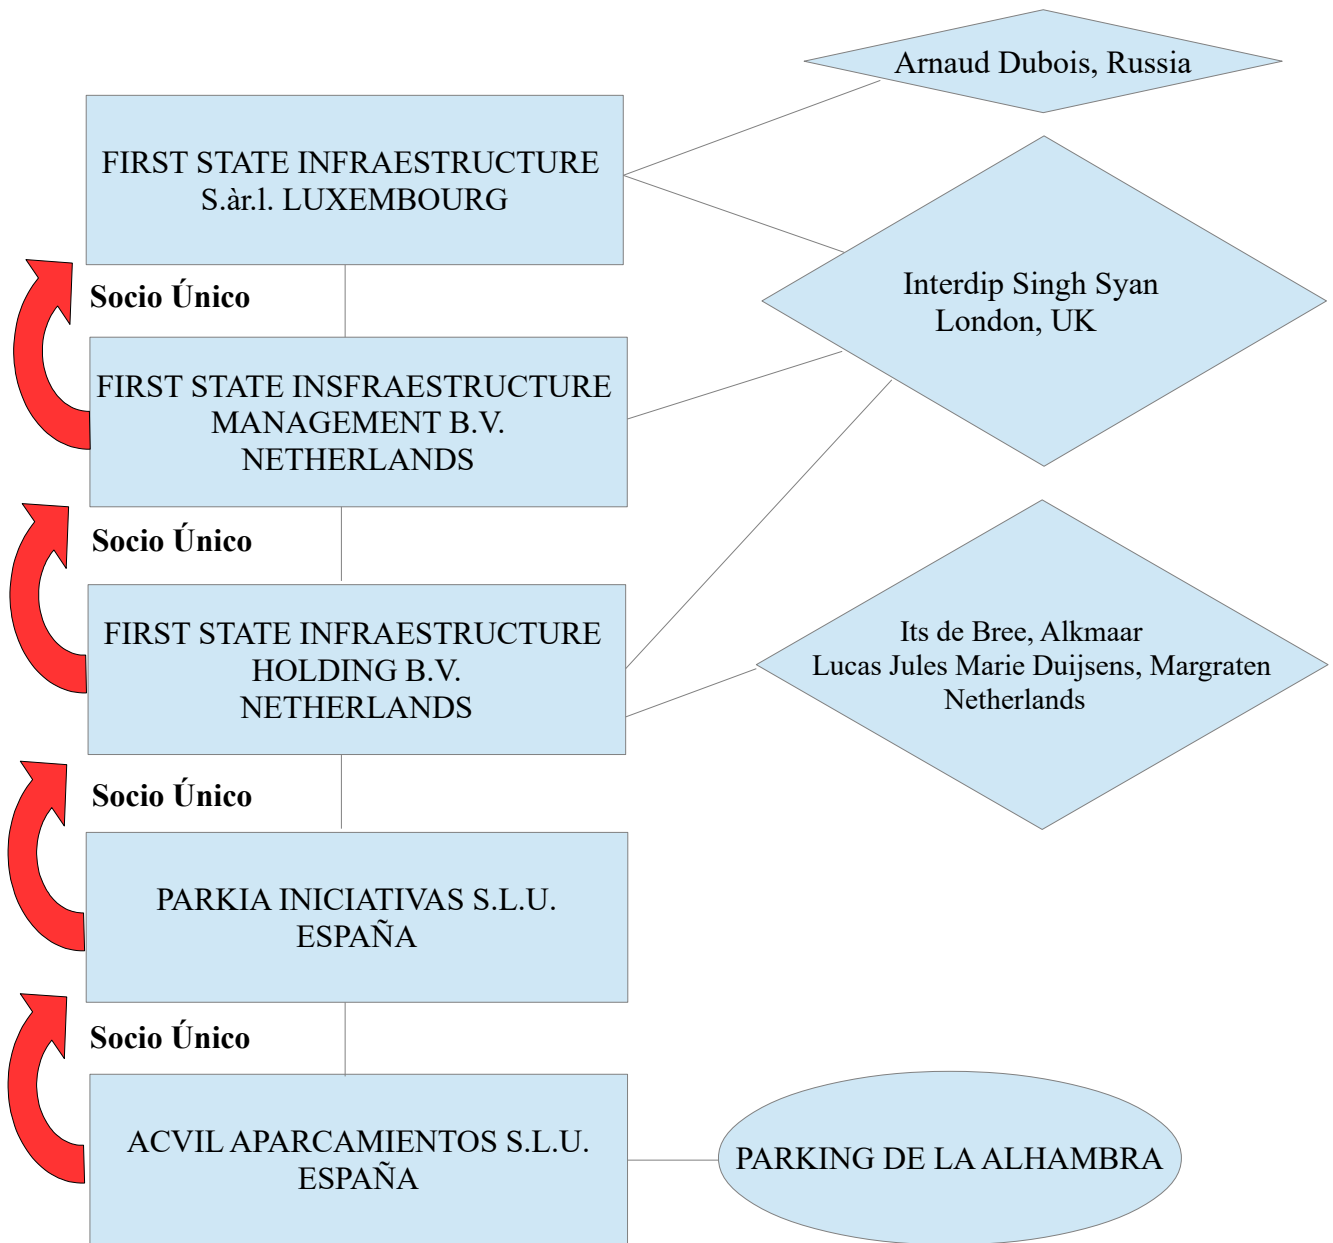 Arnaud Dubois, Russia
FIRST STATE INFRAESTRUCTURE
S.àr.l. LUXEMBOURG
Interdip Singh Syan
London, UK
Socio Único
FIRST STATE INSFRAESTRUCTURE
MANAGEMENT B.V.
NETHERLANDS
Socio Único
FIRST STATE INFRAESTRUCTURE
HOLDING B.V.
NETHERLANDS
Its de Bree, Alkmaar
Lucas Jules Marie Duijsens, Margraten
Netherlands
Socio Único
PARKIA INICIATIVAS S.L.U.
ESPAÑA
Socio Único
ACVIL APARCAMIENTOS S.L.U.
ESPAÑA
PARKING DE LA ALHAMBRA